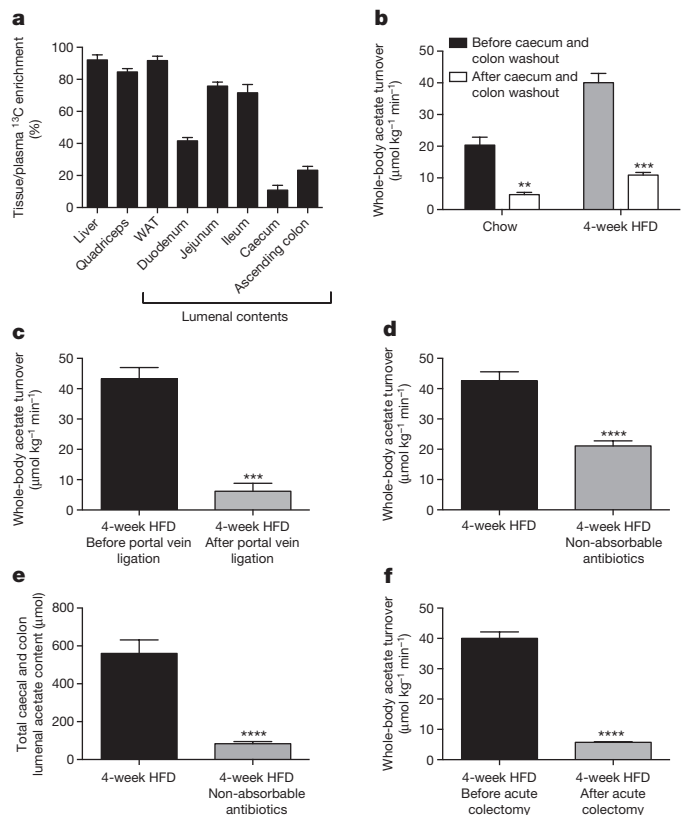 a
Tissue/plasma ¹³C enrichment
(%)
100
80
60
40
20
0
Liver
Quadriceps
WAT
Duodenum
Jejunum
Ileum
Caecum
Ascending colon
Lumenal contents
b
Before caecum and
colon washout
After caecum and
colon washout
Whole-body acetate turnover
(μmol kg⁻¹ min⁻¹)
50
40
30
20
10
0
**
***
Chow
4-week HFD
c
Whole-body acetate turnover
(μmol kg⁻¹ min⁻¹)
50
40
30
20
10
0
***
4-week HFD
Before portal vein
ligation
4-week HFD
After portal vein
ligation
d
Whole-body acetate turnover
(μmol kg⁻¹ min⁻¹)
50
40
30
20
10
0
****
4-week HFD
4-week HFD
Non-absorbable
antibiotics
e
Total caecal and colon
lumenal acetate content (μmol)
800
600
400
200
0
****
4-week HFD
4-week HFD
Non-absorbable
antibiotics
f
Whole-body acetate turnover
(μmol kg⁻¹ min⁻¹)
50
40
30
20
10
0
****
4-week HFD
Before acute
colectomy
4-week HFD
After acute
colectomy